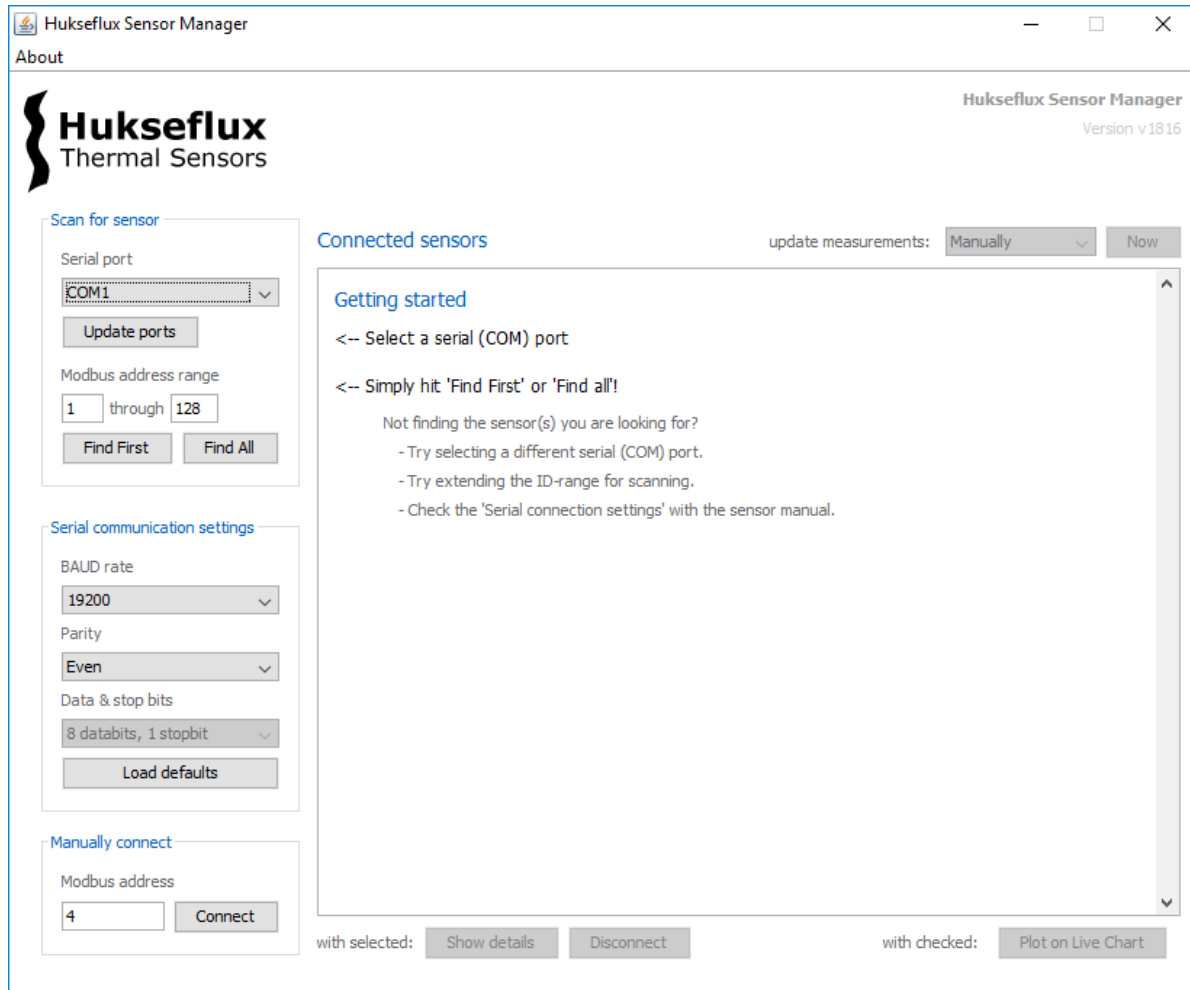 Hukseflux Sensor Manager
About
Hukseflux
Thermal Sensors
Hukseflux Sensor Manager
Version v1816
Scan for sensor
Serial port
COM1
Update ports
Modbus address range
1 through 128
Find First Find All
Serial communication settings
BAUD rate
19200
Parity
Even
Data & stop bits
8 databits, 1 stopbit
Load defaults
Manually connect
Modbus address
4 Connect
Connected sensors update measurements: Manually Now
Getting started
<-- Select a serial (COM) port
<-- Simply hit 'Find First' or 'Find all'!
Not finding the sensor(s) you are looking for?
- Try selecting a different serial (COM) port.
- Try extending the ID-range for scanning.
- Check the 'Serial connection settings' with the sensor manual.
with selected: Show details Disconnect with checked: Plot on Live Chart